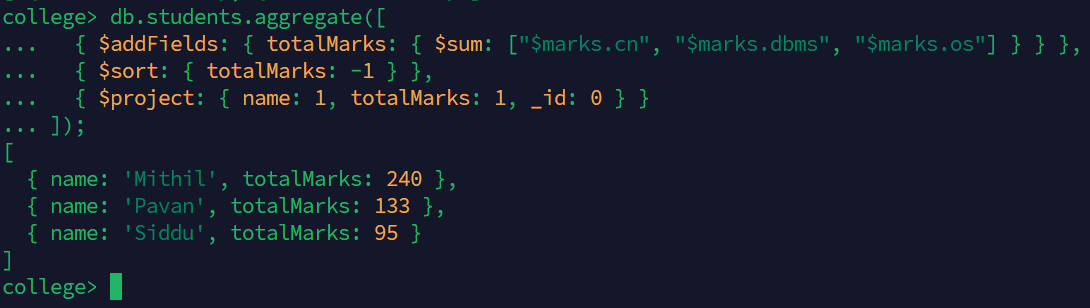 college> db.students.aggregate([
...   { $addFields: { totalMarks: { $sum: ["$marks.cn", "$marks.dbms", "$marks.os"] } } },
...   { $sort: { totalMarks: -1 } },
...   { $project: { name: 1, totalMarks: 1, _id: 0 } }
... ]);
[
  { name: 'Mithil', totalMarks: 240 },
  { name: 'Pavan', totalMarks: 133 },
  { name: 'Siddu', totalMarks: 95 }
]
college>